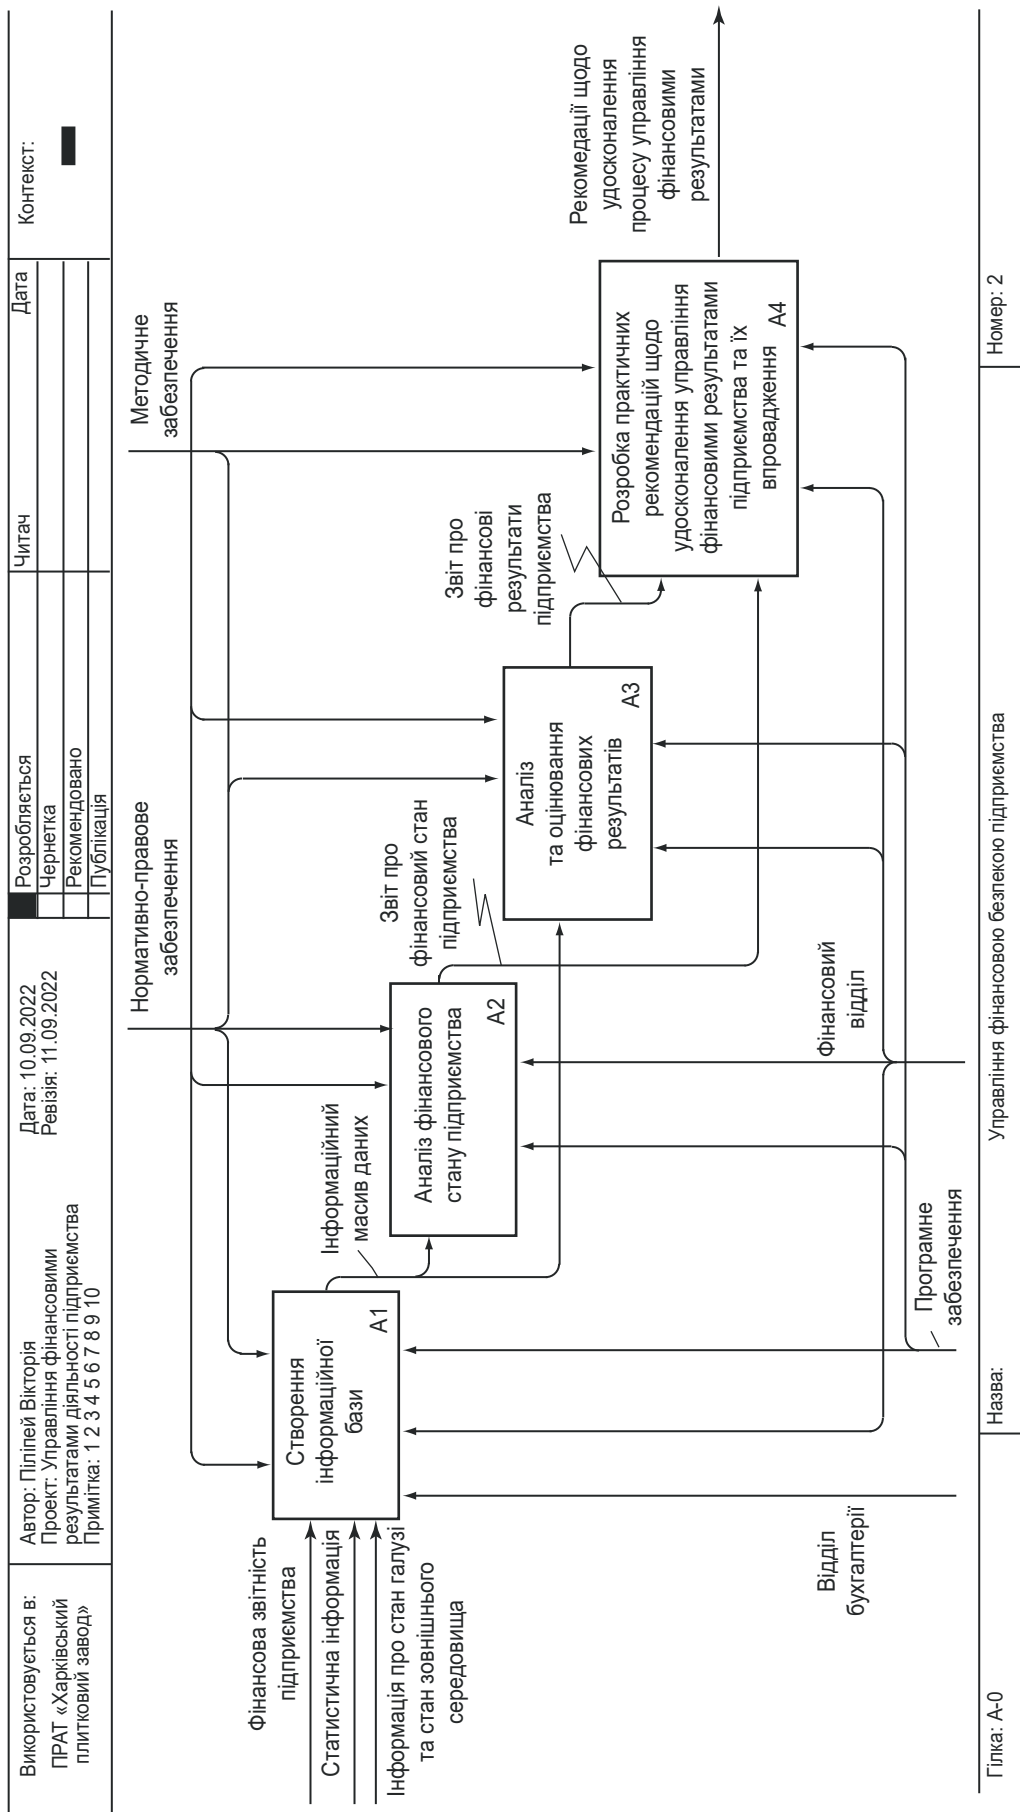 Використовується в:
ПРАТ «Харківський
плитковий завод»
Автор: Піліпей Вікторія
Проект: Управління фінансовими
результатами діяльності підприємства
Примітка: 1 2 3 4 5 6 7 8 9 10
Дата: 10.09.2022
Ревізія: 11.09.2022
Розробляється
Чернетка
Рекомендовано
Публікація
Читач
Дата
Контекст:
Нормативно-правове
забезпечення
Методичне
забезпечення
Фінансова звітність
підприємства
Статистична інформація
Інформація про стан галузі
та стан зовнішнього
середовища
Створення
інформаційної
бази
А1
Інформаційний
масив даних
Аналіз фінансового
стану підприємства
А2
Звіт про
фінансовий стан
підприємства
Аналіз
та оцінювання
фінансових
результатів
А3
Звіт про
фінансові
результати
підприємства
Розробка практичних
рекомендацій щодо
удосконалення управління
фінансовими результатами
підприємства та їх
впровадження
А4
Рекомедації щодо
удосконалення
процесу управління
фінансовими
результатами
Відділ
бухгалтерії
Програмне
забезпечення
Фінансовий
відділ
Гілка: А-0
Назва:
Управління фінансовою безпекою підприємства
Номер: 2